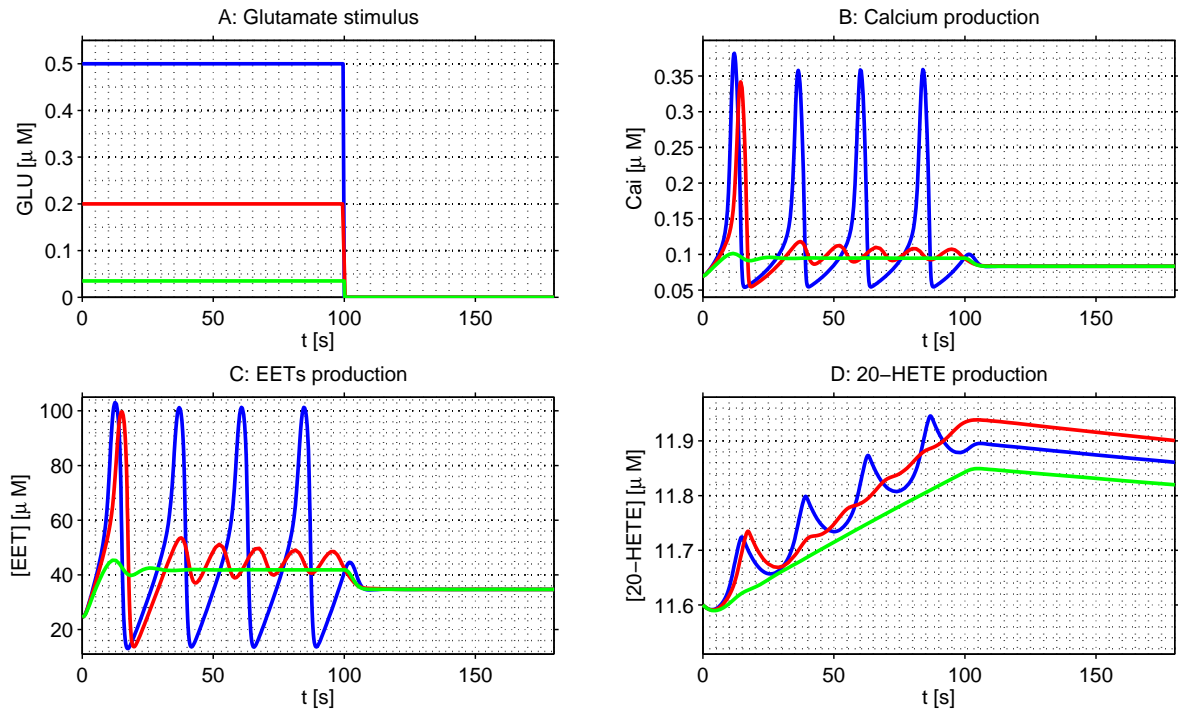 A: Glutamate stimulus
0.5
0.4
0.3
0.2
0.1
0
GLU [μ M]
0 50 100 150
t [s]
B: Calcium production
0.35
0.3
0.25
0.2
0.15
0.1
0.05
Cai [μ M]
0 50 100 150
t [s]
C: EETs production
100
80
60
40
20
[EET] [μ M]
0 50 100 150
t [s]
D: 20−HETE production
11.9
11.8
11.7
11.6
[20−HETE] [μ M]
0 50 100 150
t [s]